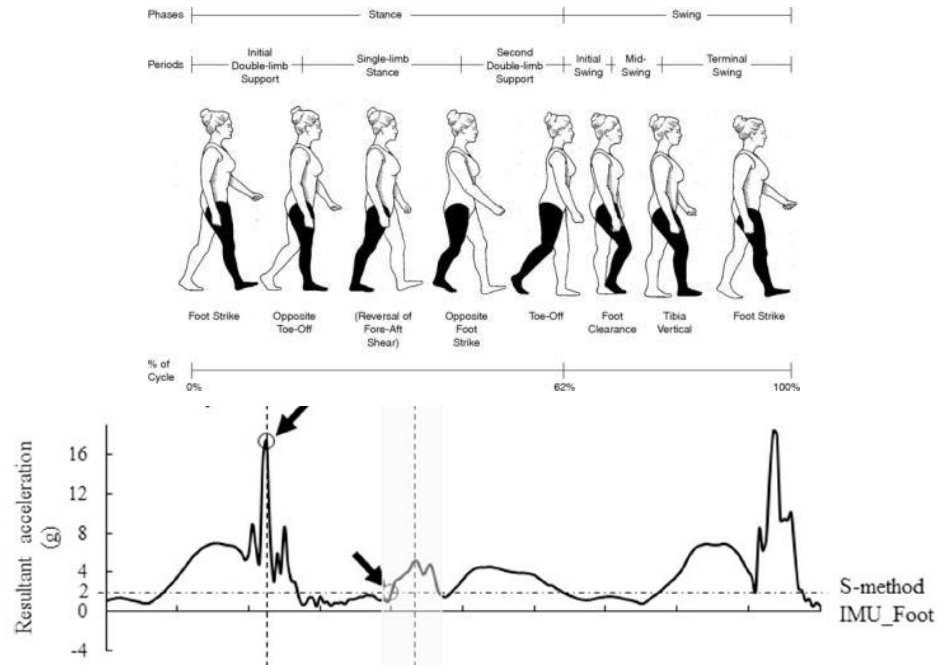 Phases Stance Swing
Periods Initial Double-limb Support Single-limb Stance Second Double-limb Support Initial Swing Mid-Swing Terminal Swing
Foot Strike
Opposite Toe-Off
(Reversal of Fore-Aft Shear)
Opposite Foot Strike
Toe-Off
Foot Clearance
Tibia Vertical
Foot Strike
% of Cycle
0% 62% 100%
Resultant acceleration (g)
16
12
8
4
2
0
-4
S-method
IMU_Foot